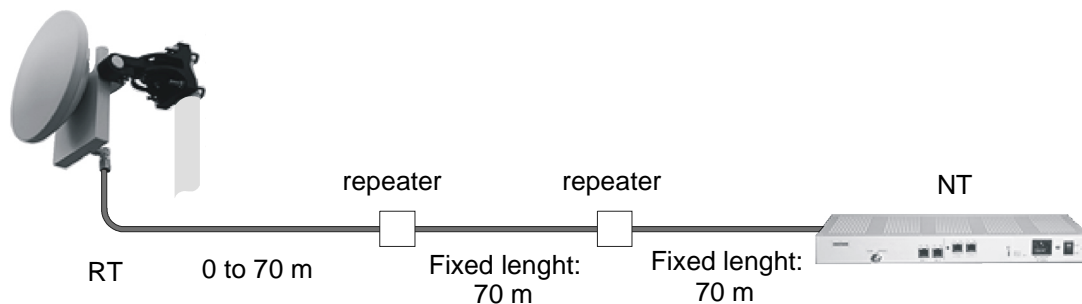 repeater
repeater
NT
RT
0 to 70 m
Fixed lenght:
70 m
Fixed lenght:
70 m